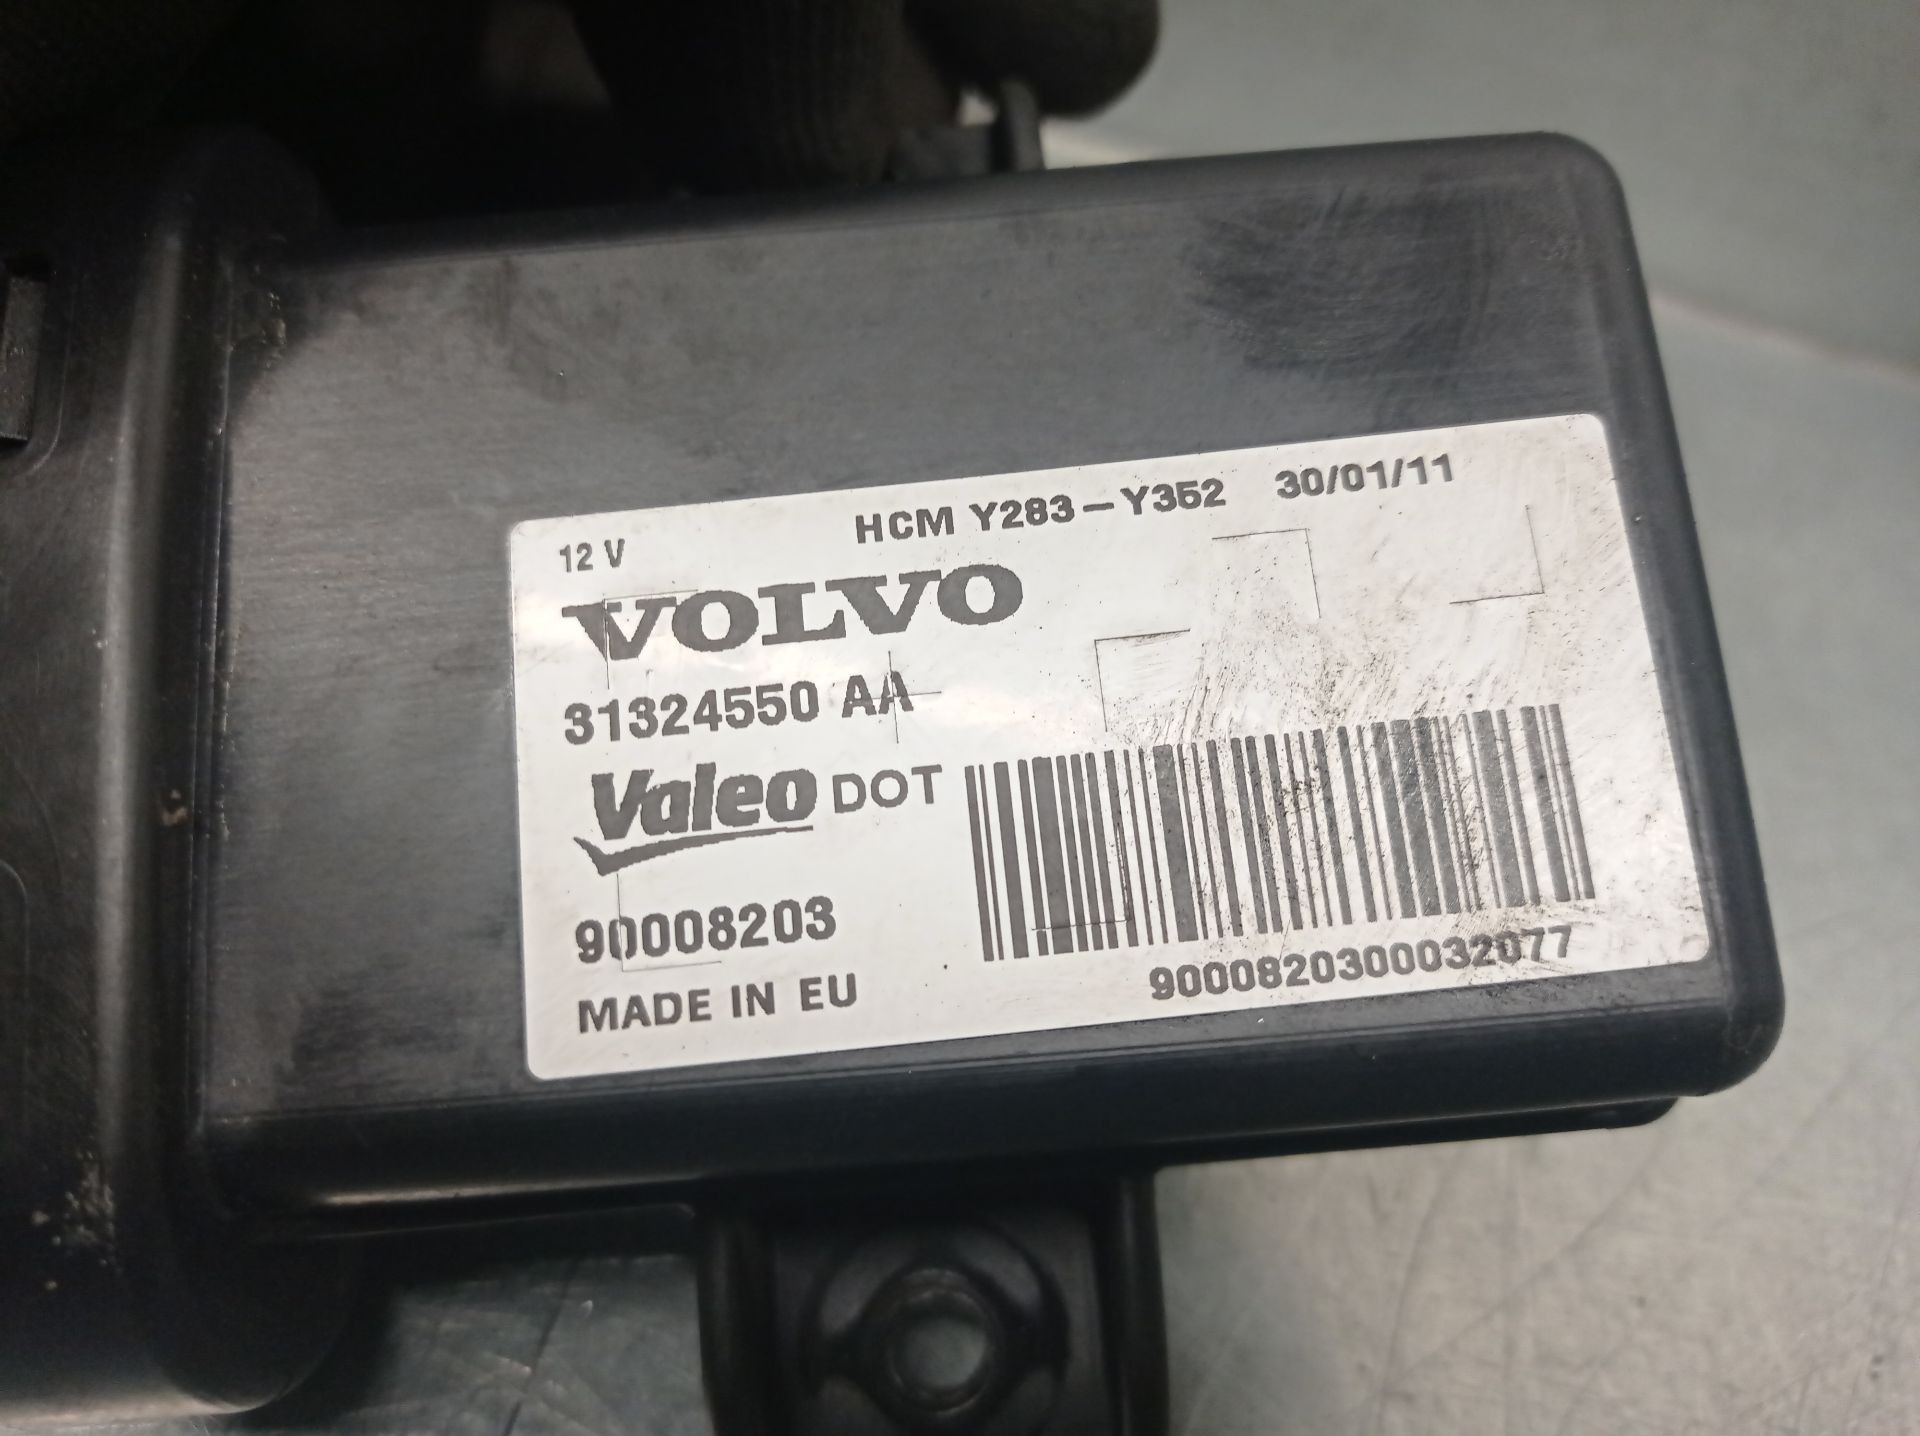 12 V HCM Y283-Y352 30/01/11
VOLVO
31324550 AA
Valeo DOT
90008203
MADE IN EU
9000820300032077